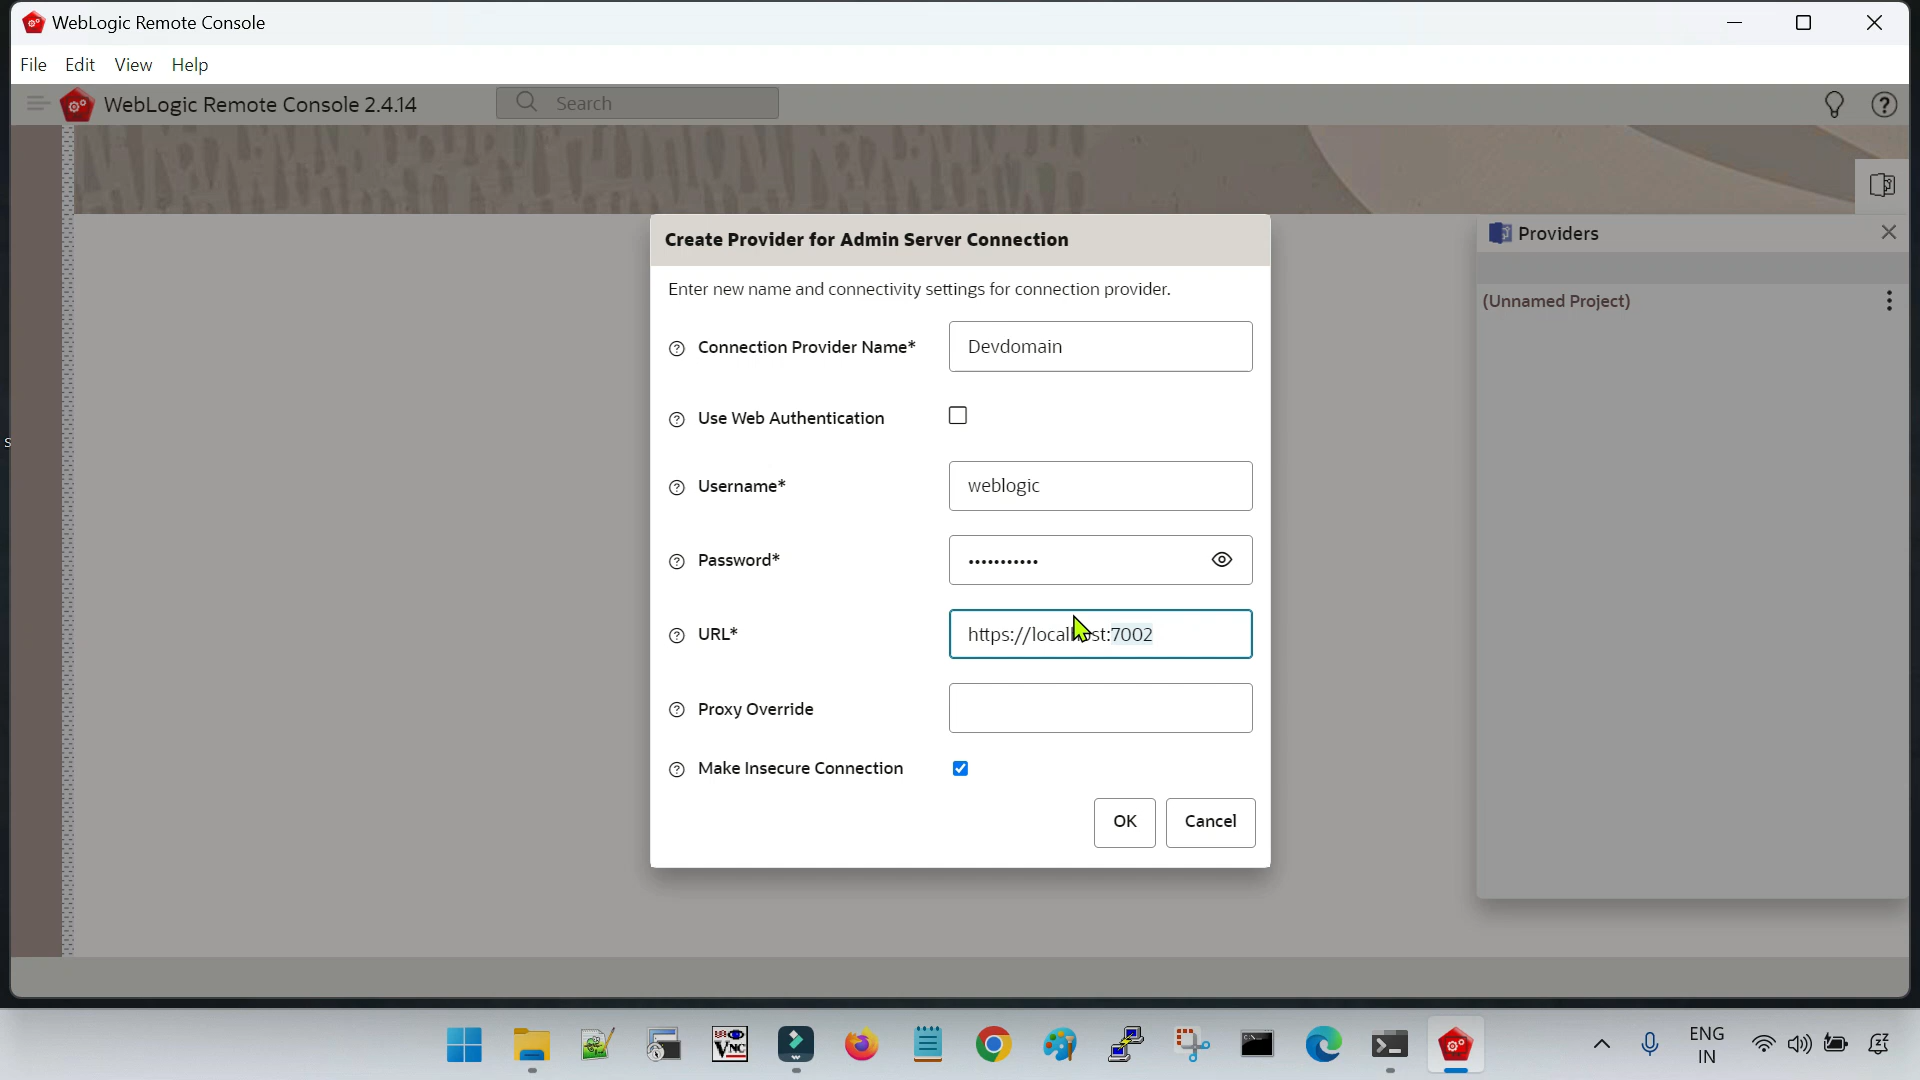 WebLogic Remote Console
File Edit View Help
WebLogic Remote Console 2.4.14
Search
Providers
(Unnamed Project)
s
Create Provider for Admin Server Connection
Enter new name and connectivity settings for connection provider.
Connection Provider Name* Devdomain
Use Web Authentication
Username* weblogic
Password* •••••••••••
URL* https://localhost:7002
Proxy Override
Make Insecure Connection
OK Cancel
VNC
ENG
IN